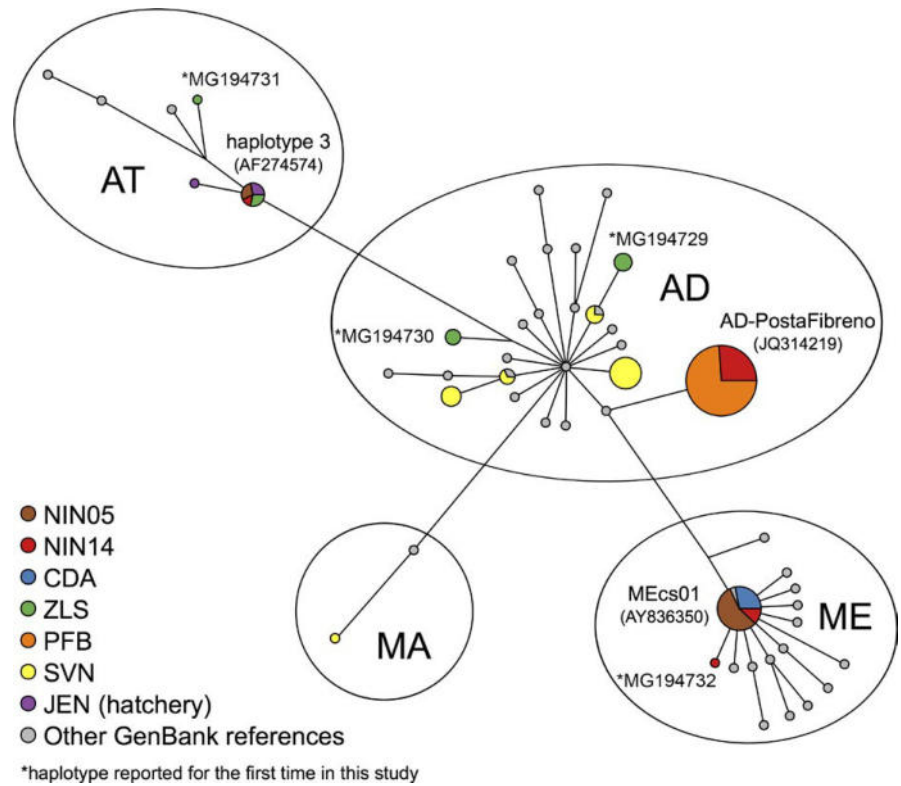 *MG194731
haplotype 3
(AF274574)
AT
*MG194729
AD
AD-PostaFibreno
(JQ314219)
*MG194730
MEcs01
(AY836350)
ME
MA
*MG194732
NIN05
NIN14
CDA
ZLS
PFB
SVN
JEN (hatchery)
Other GenBank references
*haplotype reported for the first time in this study